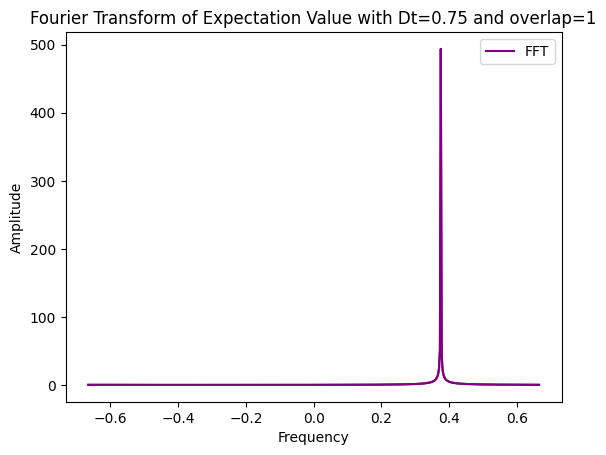 Fourier Transform of Expectation Value with Dt=0.75 and overlap=1
FFT
500
400
300
200
100
0
Amplitude
−0.6 −0.4 −0.2 0.0 0.2 0.4 0.6
Frequency